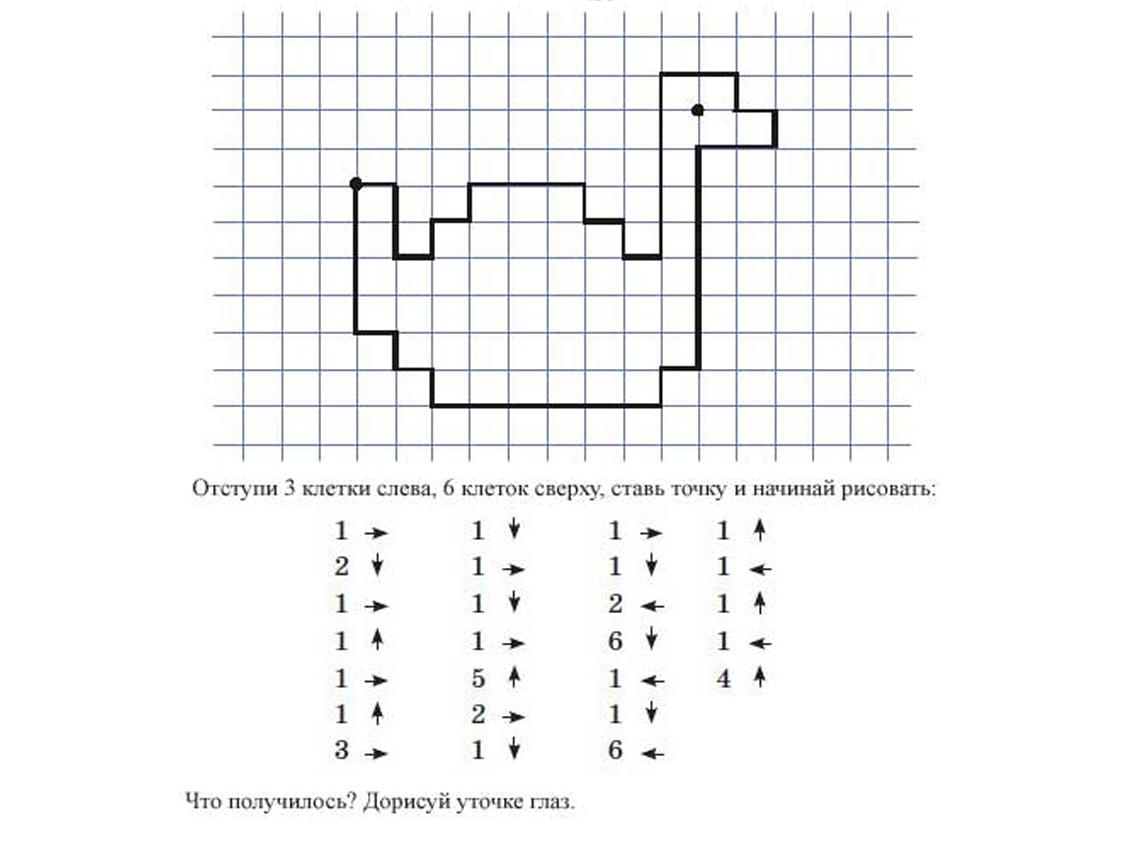 Отступи 3 клетки слева, 6 клеток сверху, ставь точку и начинай рисовать:
1 → 1 ↓ 1 → 1 ↑
2 ↓ 1 → 1 ↓ 1 ←
1 → 1 ↓ 2 ← 1 ↑
1 ↑ 1 → 6 ↓ 1 ←
1 → 5 ↑ 1 ← 4 ↑
1 ↑ 2 → 1 ↓
3 → 1 ↓ 6 ←
Что получилось? Дорисуй уточке глаз.